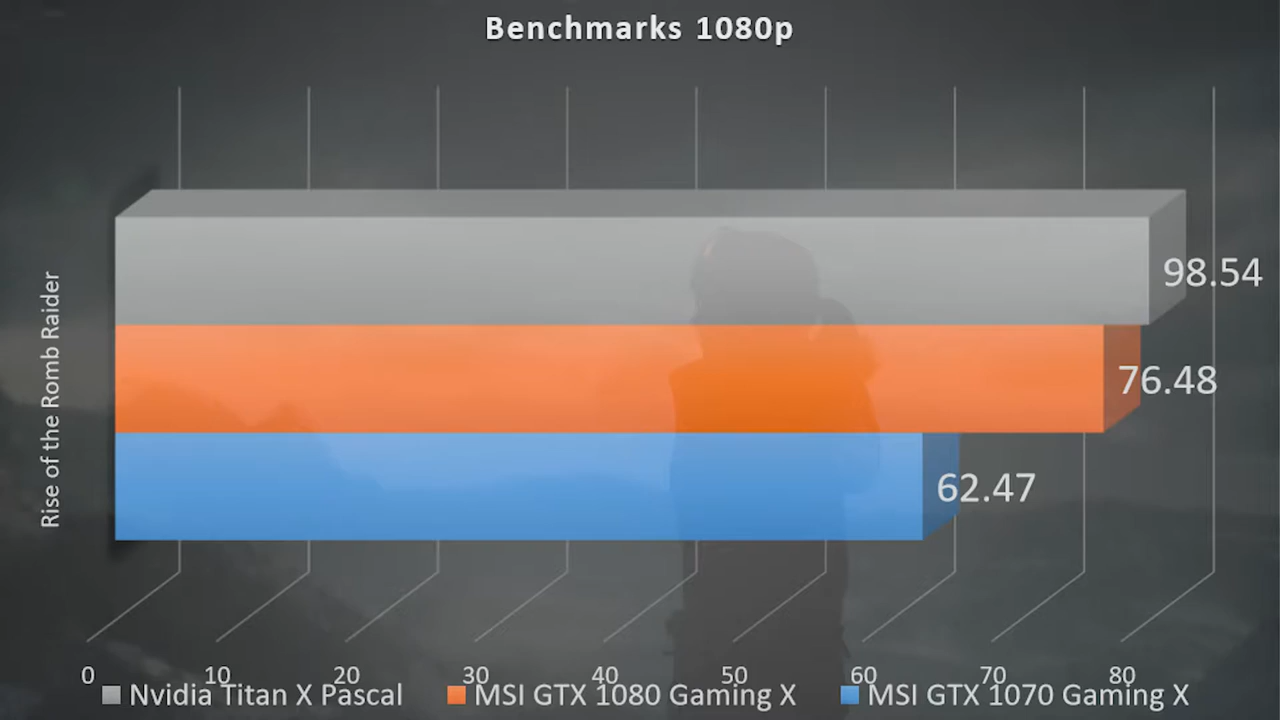 Benchmarks 1080p
Rise of the Romb Raider
98.54
76.48
62.47
0 10 20 30 40 50 60 70 80
Nvidia Titan X Pascal MSI GTX 1080 Gaming X MSI GTX 1070 Gaming X